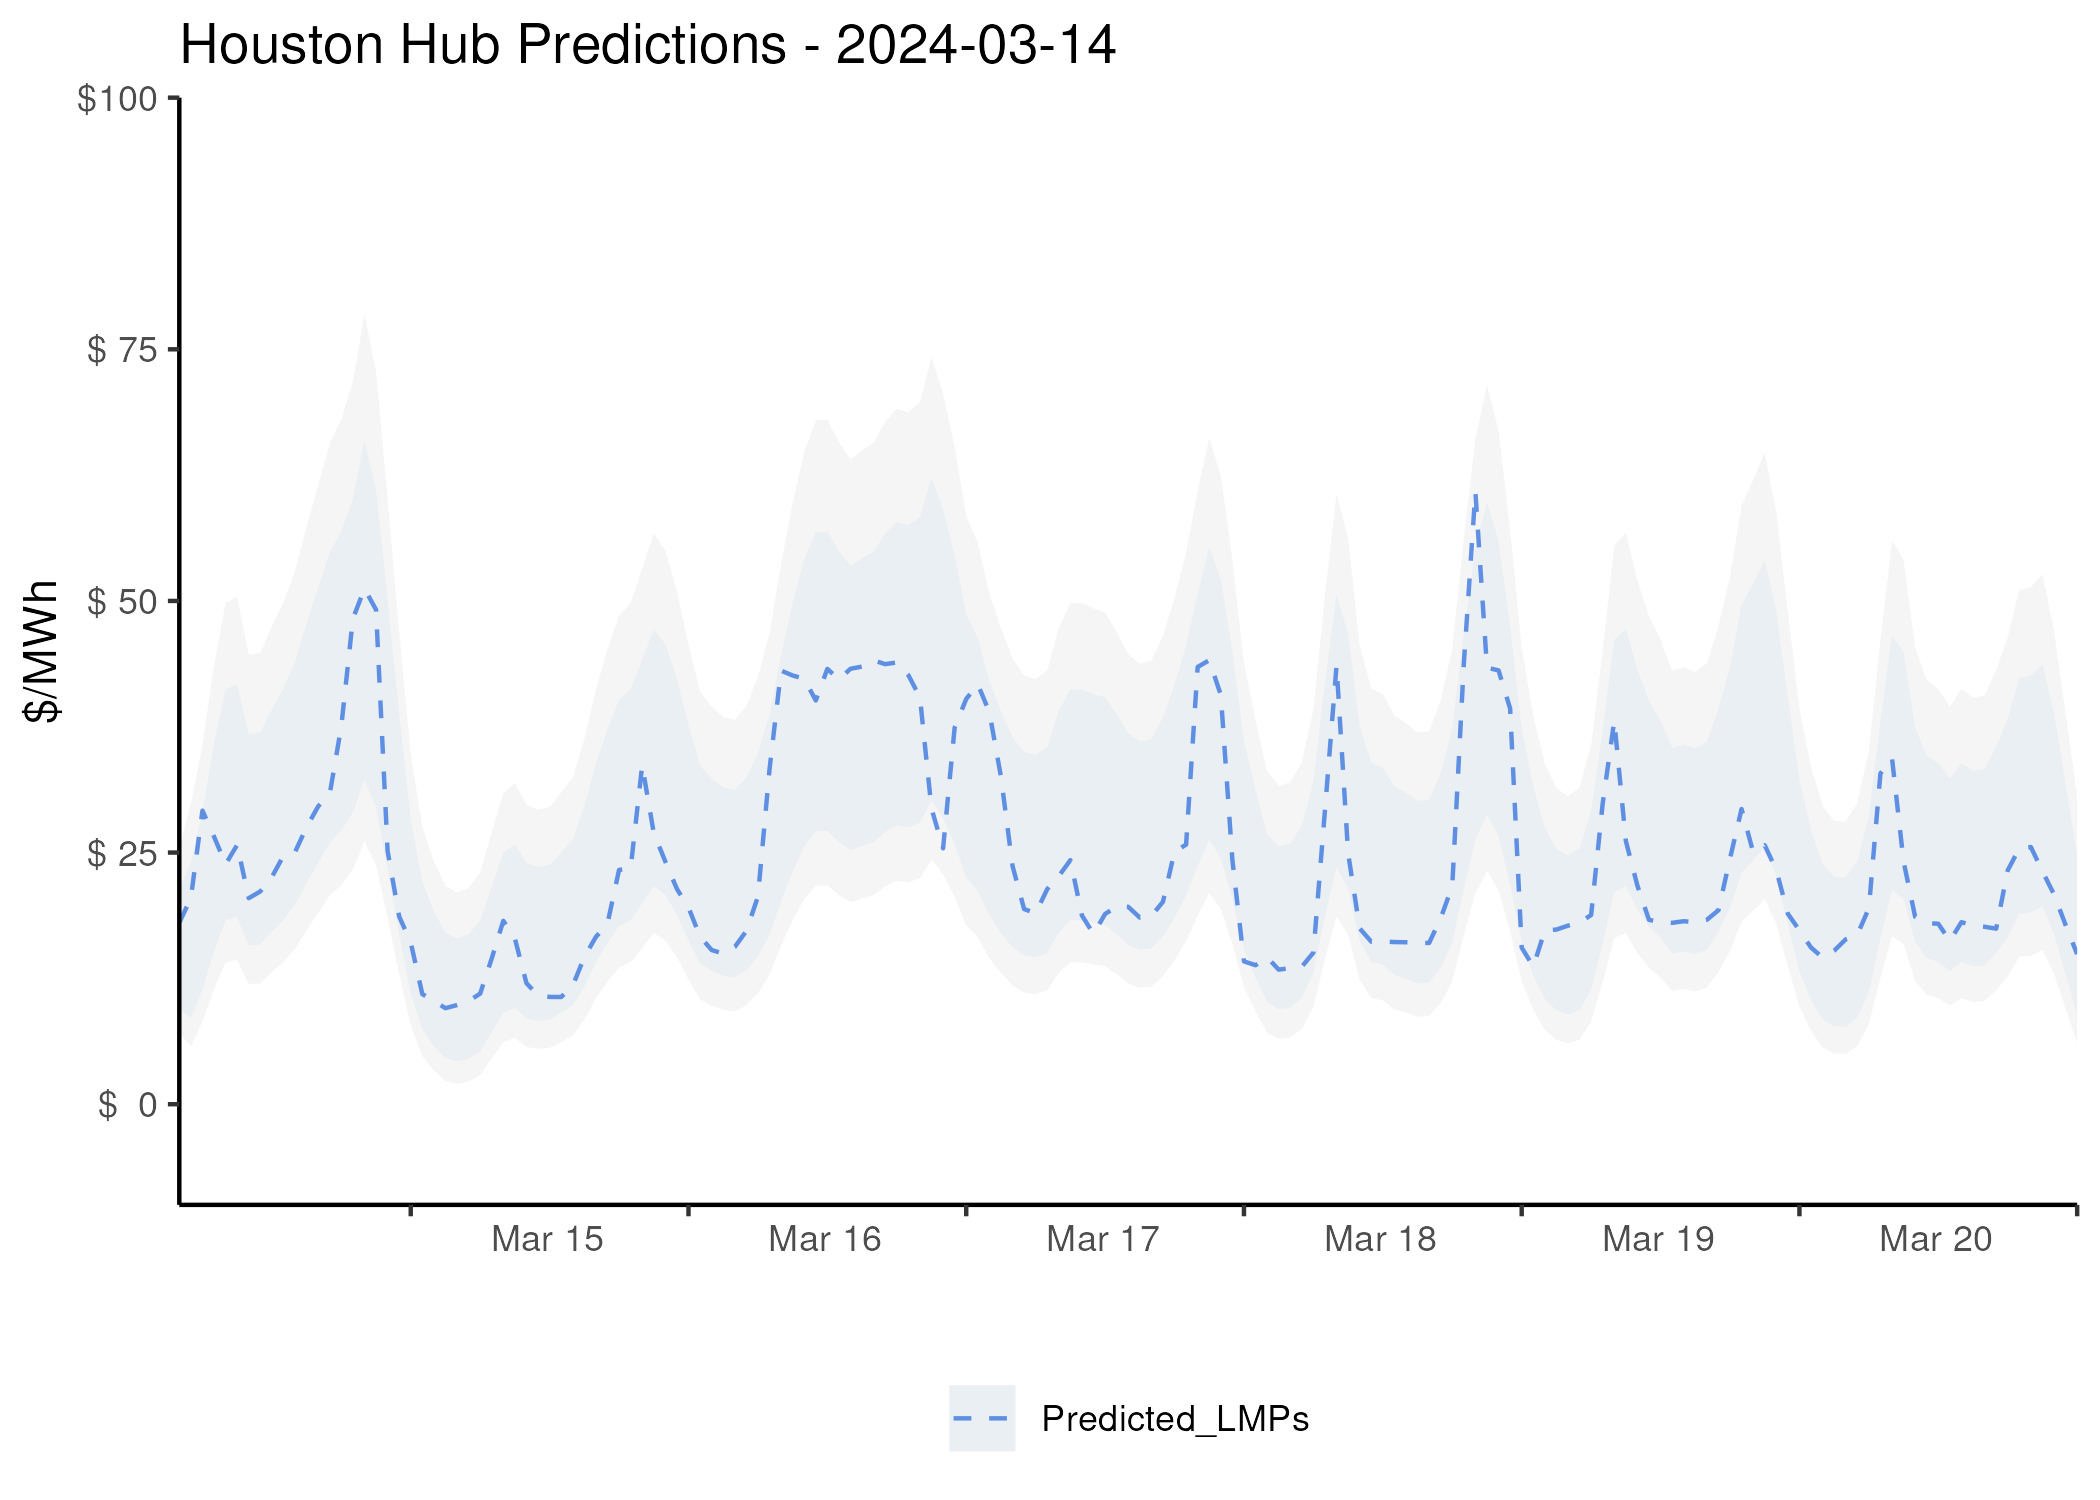 Houston Hub Predictions - 2024-03-14
$100
$ 75
$ 50
$ 25
$  0
$/MWh
Mar 15 Mar 16 Mar 17 Mar 18 Mar 19 Mar 20
Predicted_LMPs